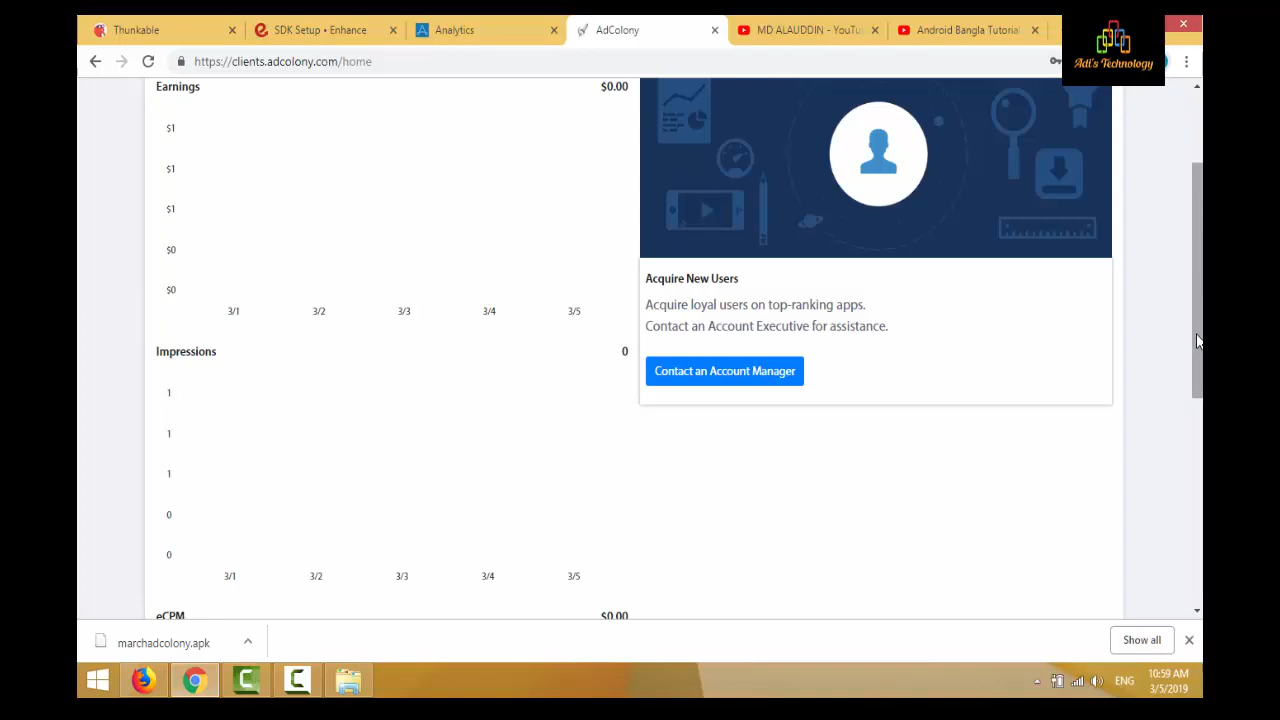 Thunkable
SDK Setup • Enhance
Analytics
AdColony
MD ALAUDDIN - YouTu
Android Bangla Tutorial
Adi's Technology
https://clients.adcolony.com/home
Earnings
$0.00
$1
$1
$1
$0
$0
3/1 3/2 3/3 3/4 3/5
Impressions
0
1
1
1
0
0
3/1 3/2 3/3 3/4 3/5
eCPM
$0.00
Acquire New Users
Acquire loyal users on top-ranking apps.
Contact an Account Executive for assistance.
Contact an Account Manager
marchadcolony.apk
Show all
ENG
10:59 AM
3/5/2019